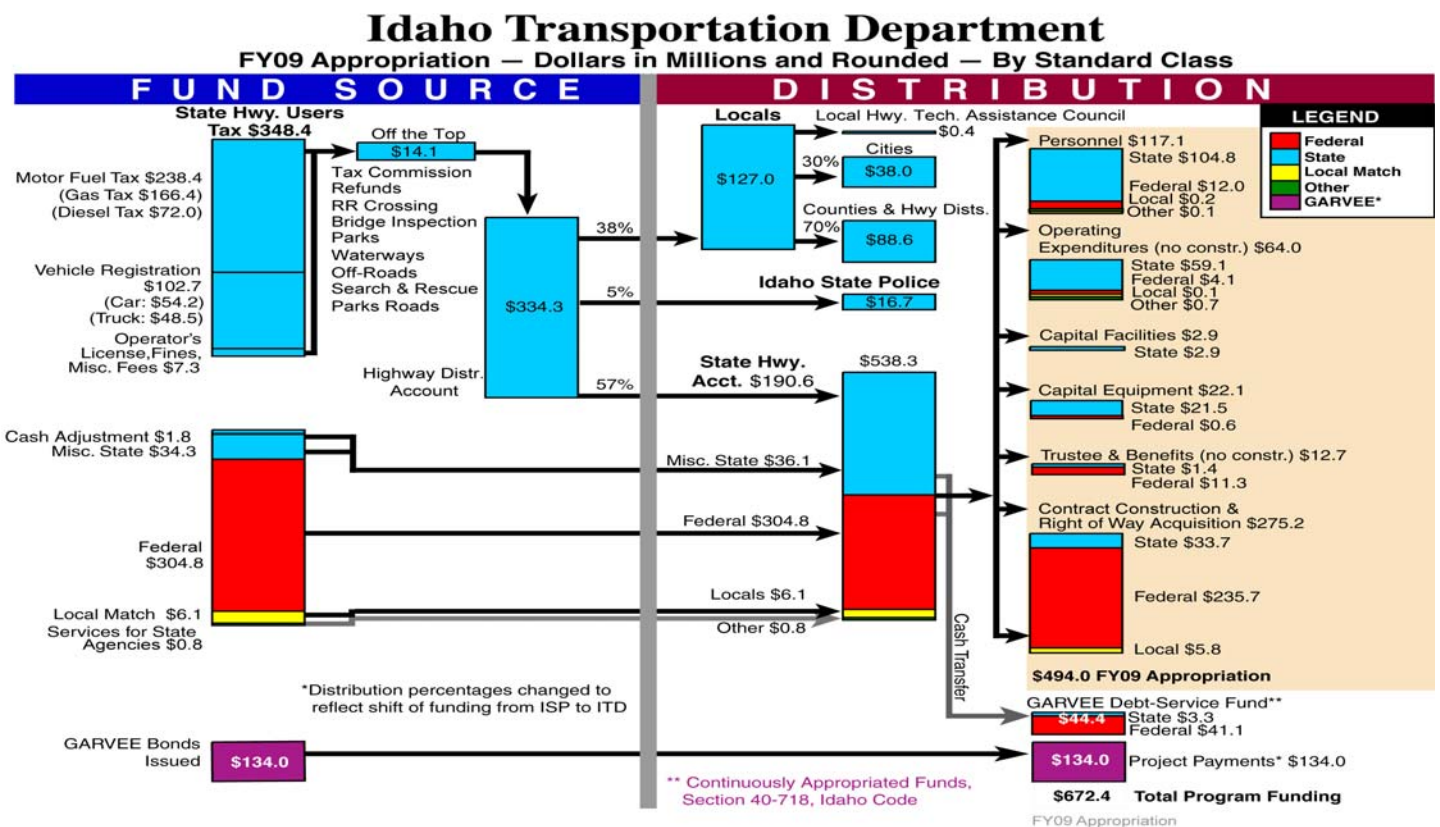 Idaho Transportation Department
FY09 Appropriation — Dollars in Millions and Rounded — By Standard Class
FUND SOURCE
DISTRIBUTION
State Hwy. Users
Tax $348.4
Motor Fuel Tax $238.4
(Gas Tax $166.4)
(Diesel Tax $72.0)
Vehicle Registration
$102.7
(Car: $54.2)
(Truck: $48.5)
Operator's
License,Fines,
Misc. Fees $7.3
Off the Top
$14.1
Tax Commission
Refunds
RR Crossing
Bridge Inspection
Parks
Waterways
Off-Roads
Search & Rescue
Parks Roads
$334.3
Highway Distr.
Account
38%
5%
57%
Cash Adjustment $1.8
Misc. State $34.3
Federal
$304.8
Local Match $6.1
Services for State
Agencies $0.8
*Distribution percentages changed to
reflect shift of funding from ISP to ITD
GARVEE Bonds
Issued
$134.0
Locals
$127.0
Local Hwy. Tech. Assistance Council
$0.4
30%
Cities
$38.0
Counties & Hwy Dists.
70%
$88.6
Idaho State Police
$16.7
State Hwy.
Acct. $190.6
$538.3
Misc. State $36.1
Federal $304.8
Locals $6.1
Other $0.8
Cash Transfer
** Continuously Appropriated Funds,
Section 40-718, Idaho Code
LEGEND
Federal
State
Local Match
Other
GARVEE*
Personnel $117.1
State $104.8
Federal $12.0
Local $0.2
Other $0.1
Operating
Expenditures (no constr.) $64.0
State $59.1
Federal $4.1
Local $0.1
Other $0.7
Capital Facilities $2.9
State $2.9
Capital Equipment $22.1
State $21.5
Federal $0.6
Trustee & Benefits (no constr.) $12.7
State $1.4
Federal $11.3
Contract Construction &
Right of Way Acquisition $275.2
State $33.7
Federal $235.7
Local $5.8
$494.0 FY09 Appropriation
GARVEE Debt-Service Fund**
$44.4
State $3.3
Federal $41.1
$134.0
Project Payments* $134.0
$672.4 Total Program Funding
FY09 Appropriation